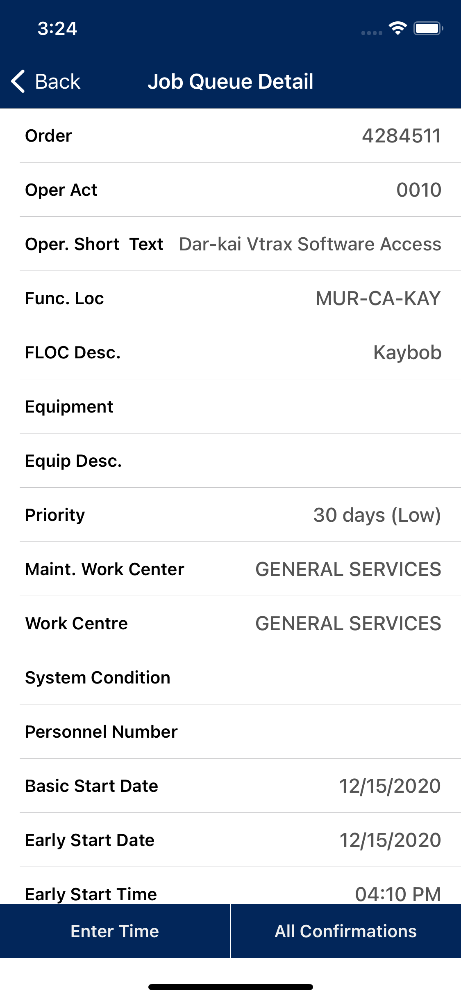 3:24
Back Job Queue Detail
Order 4284511
Oper Act 0010
Oper. Short  Text Dar-kai Vtrax Software Access
Func. Loc MUR-CA-KAY
FLOC Desc. Kaybob
Equipment
Equip Desc.
Priority 30 days (Low)
Maint. Work Center GENERAL SERVICES
Work Centre GENERAL SERVICES
System Condition
Personnel Number
Basic Start Date 12/15/2020
Early Start Date 12/15/2020
Early Start Time 04:10 PM
Enter Time All Confirmations